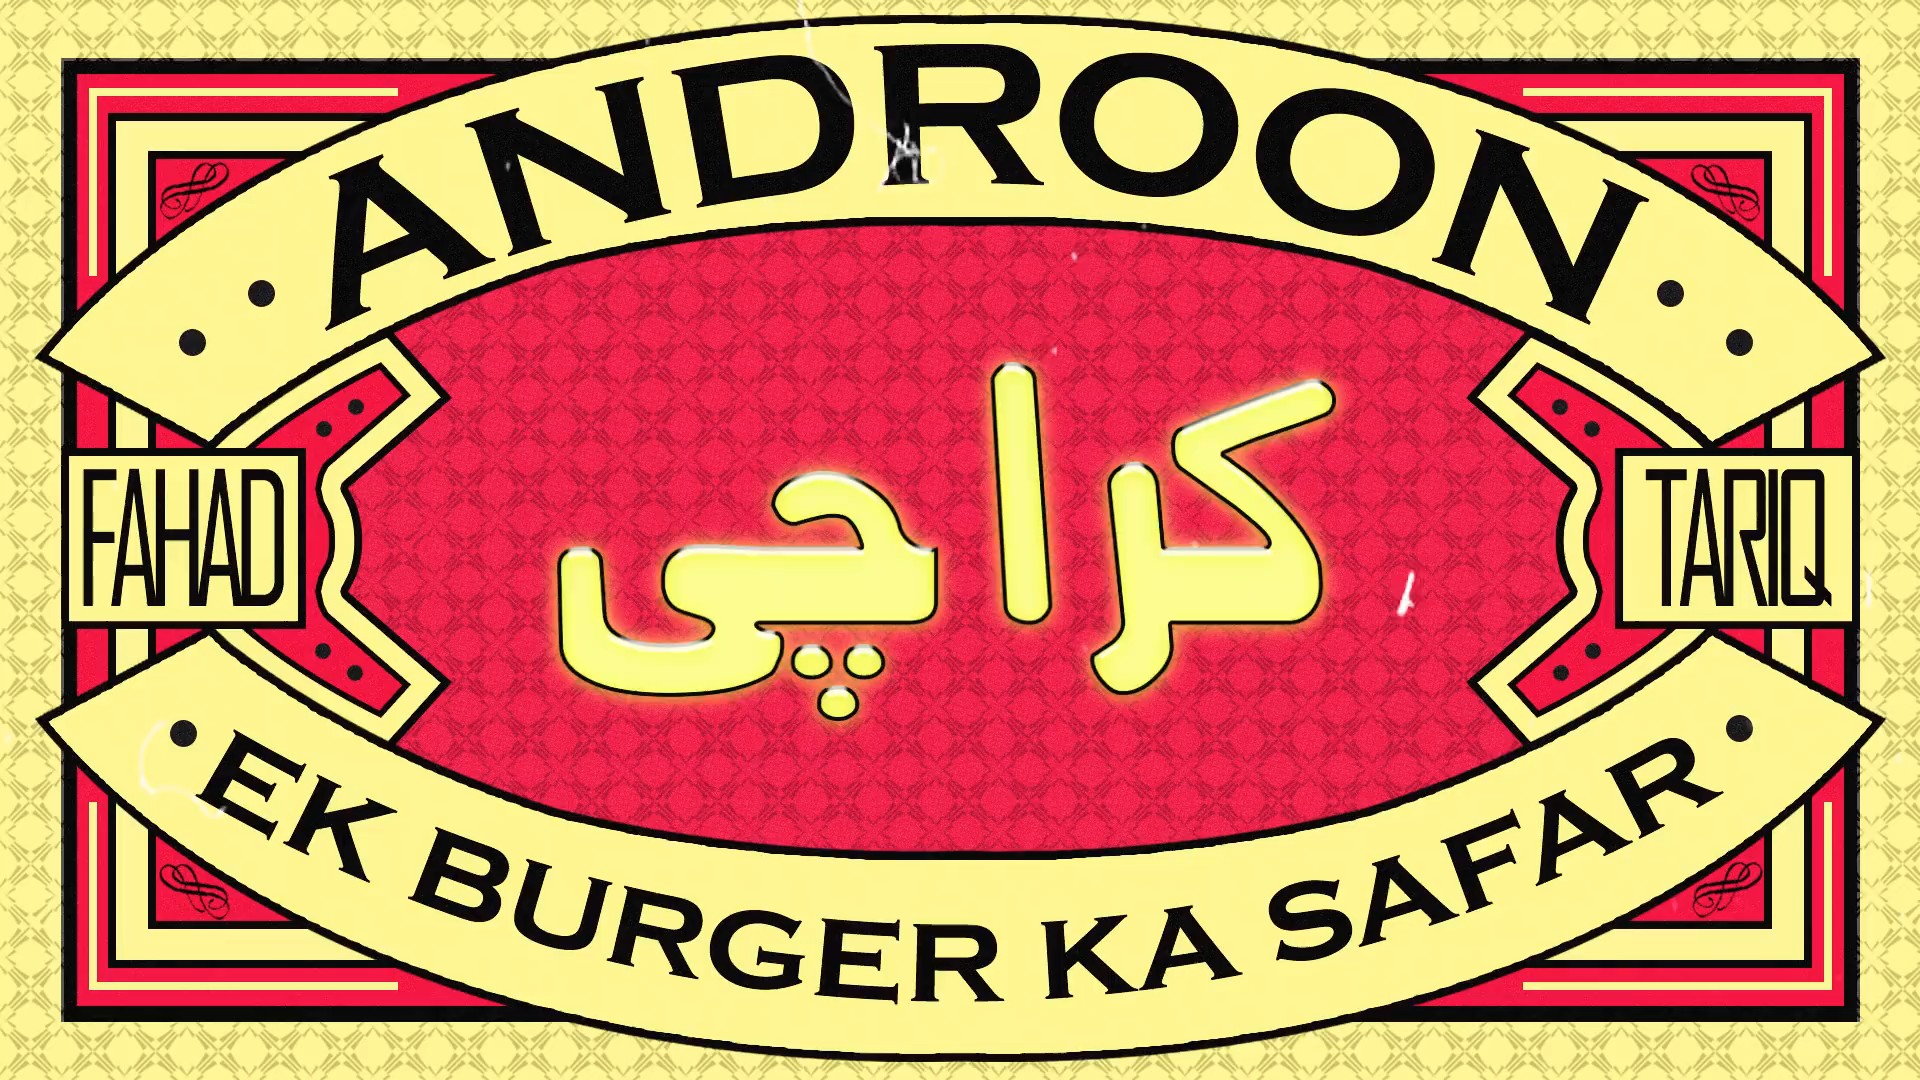 ANDROON
کراچی
FAHAD
TARIQ
EK BURGER KA SAFAR